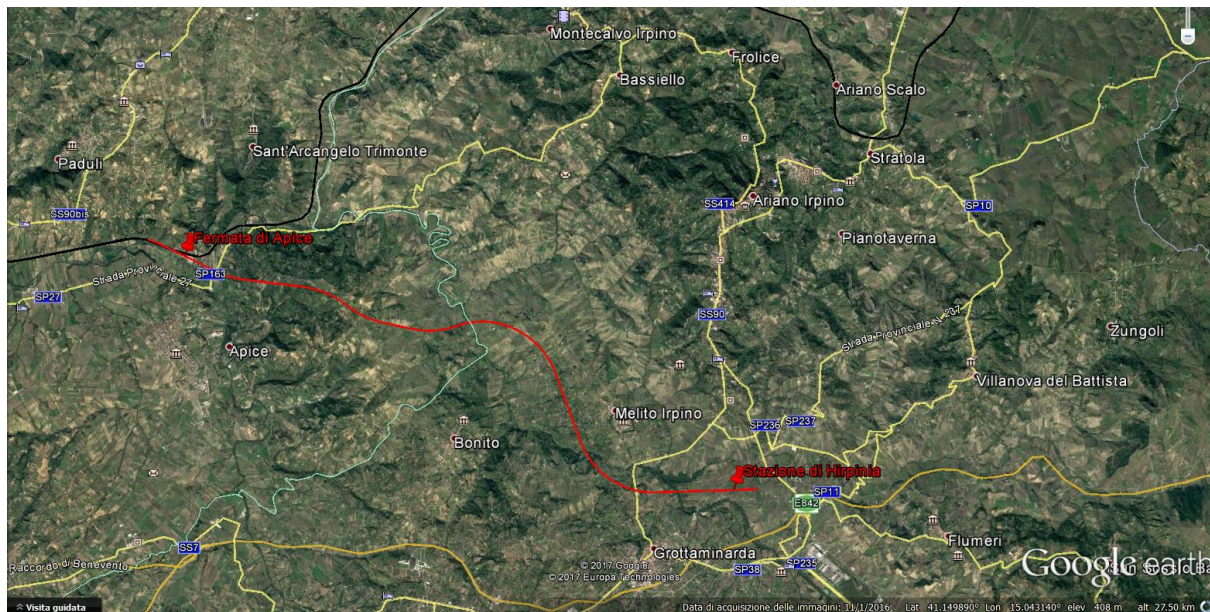 Montecalvo Irpino
Frolice
Bassiello
Ariano Scalo
Sant'Arcangelo Trimonte
Paduli
Stratola
SS90bis
SS414
Ariano Irpino
SP10
Fermata di Apice
Pianotaverna
SP163
Strada Provinciale 27
SP27
SS90
Strada Provinciale N. 237
Zungoli
Apice
Villanova del Battista
Melito Irpino
SP236
SP237
Bonito
Stazione di Hirpinia
SP11
E842
SS7
Flumeri
Grottaminarda
Raccordo di Benevento
SP38
SP235
© 2017 Google
© 2017 Europa Technologies
Google earth
Visita guidata
Data di acquisizione delle immagini: 11/1/2016 Lat 41.149890° Lon 15.043140° elev 408 m alt 27.50 km